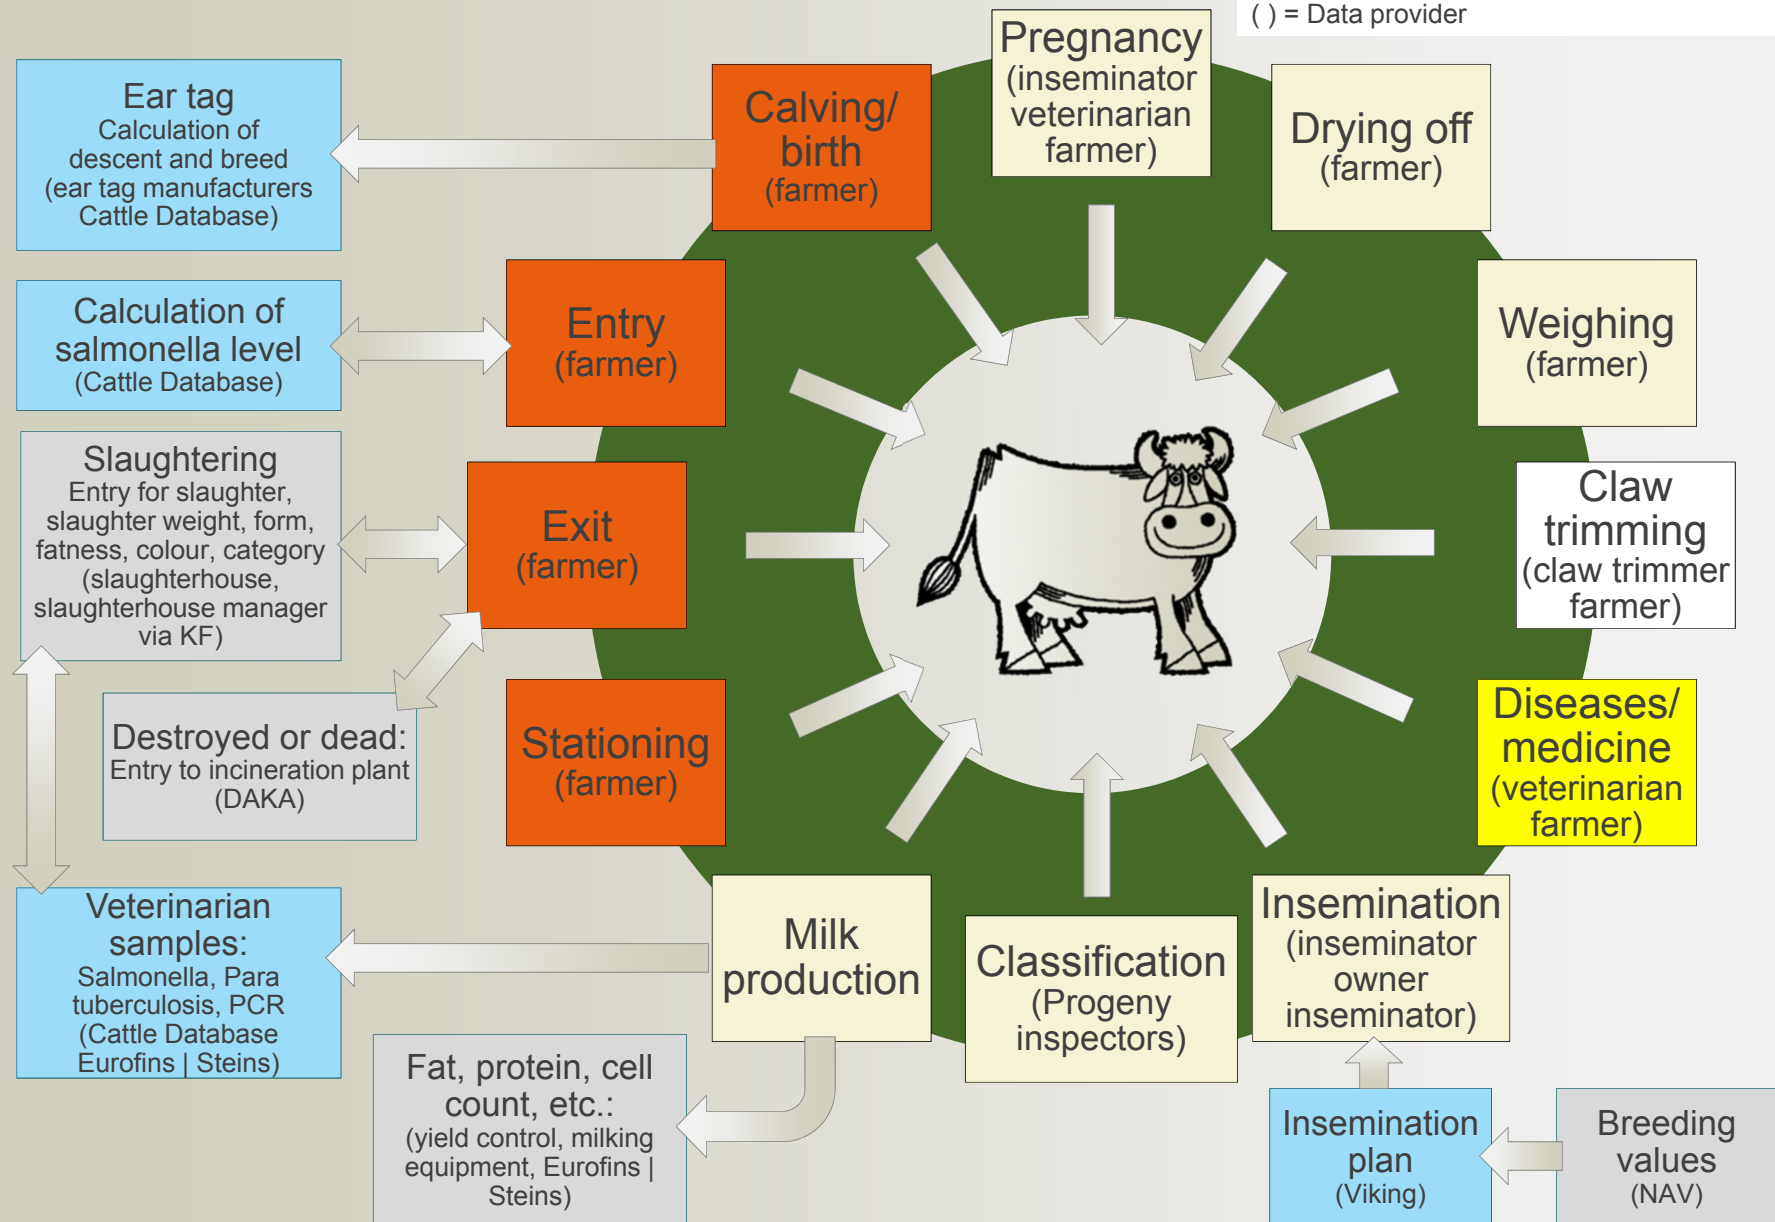 ( ) = Data provider
Pregnancy
(inseminator
veterinarian
farmer)
Ear tag
Calculation of
descent and breed
(ear tag manufacturers
Cattle Database)
Calving/
birth
(farmer)
Drying off
(farmer)
Calculation of
salmonella level
(Cattle Database)
Entry
(farmer)
Weighing
(farmer)
Slaughtering
Entry for slaughter,
slaughter weight, form,
fatness, colour, category
(slaughterhouse,
slaughterhouse manager
via KF)
Exit
(farmer)
Claw
trimming
(claw trimmer
farmer)
Destroyed or dead:
Entry to incineration plant
(DAKA)
Stationing
(farmer)
Diseases/
medicine
(veterinarian
farmer)
Veterinarian
samples:
Salmonella, Para
tuberculosis, PCR
(Cattle Database
Eurofins | Steins)
Milk
production
Classification
(Progeny
inspectors)
Insemination
(inseminator
owner
inseminator)
Fat, protein, cell
count, etc.:
(yield control, milking
equipment, Eurofins |
Steins)
Insemination
plan
(Viking)
Breeding
values
(NAV)